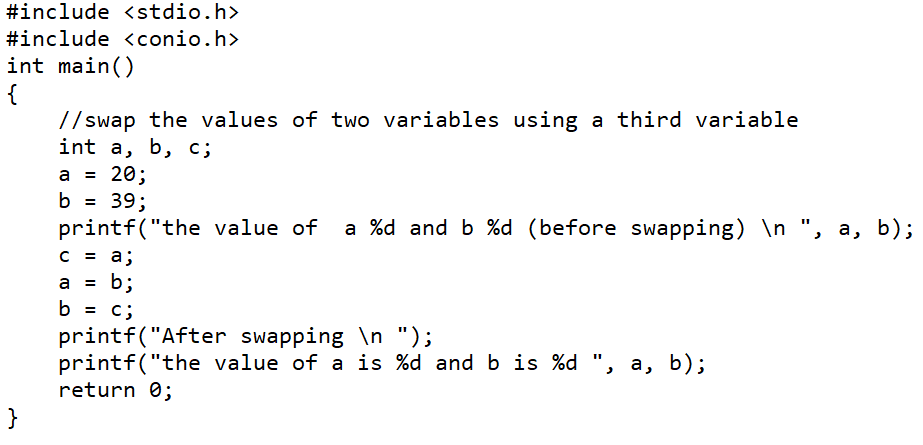 #include <stdio.h>
#include <conio.h>
int main()
{
    //swap the values of two variables using a third variable
    int a, b, c;
    a = 20;
    b = 39;
    printf("the value of  a %d and b %d (before swapping) \n ", a, b);
    c = a;
    a = b;
    b = c;
    printf("After swapping \n ");
    printf("the value of a is %d and b is %d ", a, b);
    return 0;
}